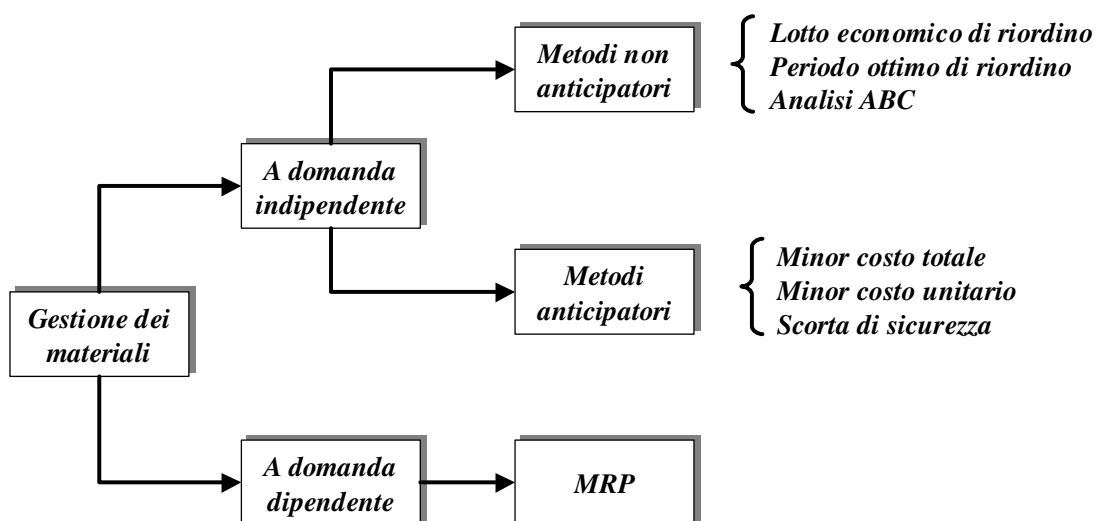 Metodi non
anticipatori
Lotto economico di riordino
Periodo ottimo di riordino
Analisi ABC
A domanda
indipendente
Metodi
anticipatori
Minor costo totale
Minor costo unitario
Scorta di sicurezza
Gestione dei
materiali
A domanda
dipendente
MRP